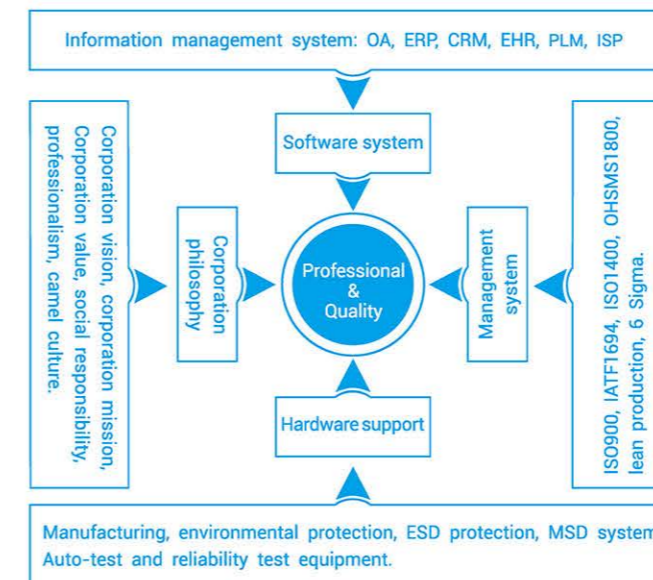 Information management system: OA, ERP, CRM, EHR, PLM, ISP
Software system
Corporation vision, corporation mission,
Corporation value, social responsibility,
professionalism, camel culture.
Corporation
philosophy
Professional
&
Quality
Management
system
ISO900, IATF1694, ISO1400, OHSMS1800,
lean production, 6 Sigma.
Hardware support
Manufacturing, environmental protection, ESD protection, MSD system
Auto-test and reliability test equipment.